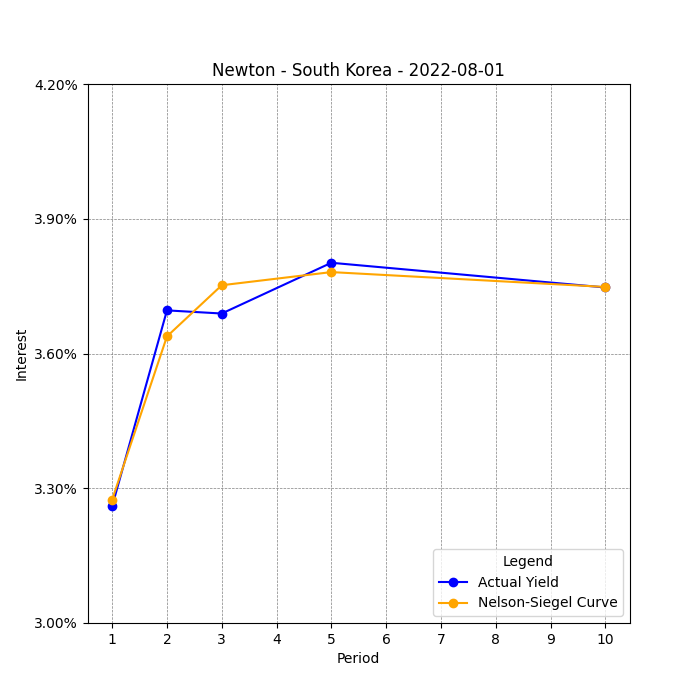 Newton - South Korea - 2022-08-01
4.20%
3.90%
3.60%
3.30%
3.00%
Interest
1 2 3 4 5 6 7 8 9 10
Period
Legend
Actual Yield
Nelson-Siegel Curve